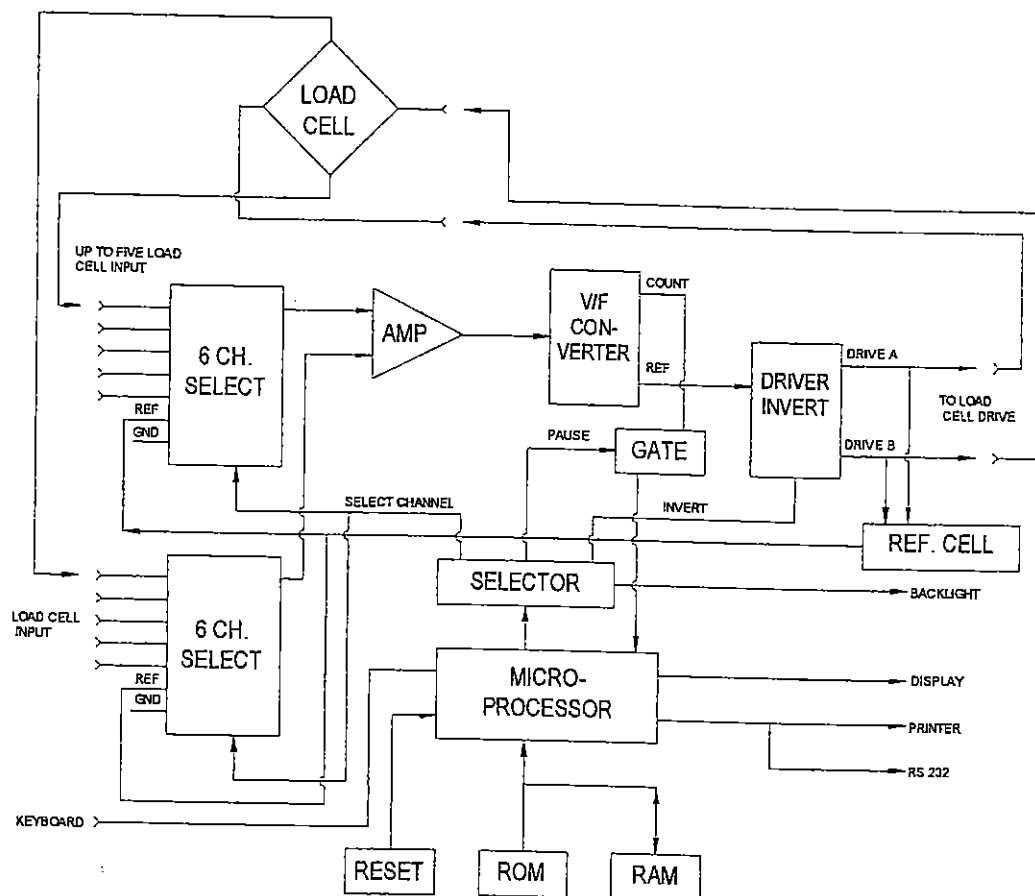 LOAD
CELL
UP TO FIVE LOAD
CELL INPUT
6 CH.
SELECT
REF
GND
AMP
V/F
CON-
VERTER
COUNT
REF
DRIVER
INVERT
DRIVE A
DRIVE B
TO LOAD
CELL DRIVE
PAUSE
GATE
SELECT CHANNEL
INVERT
REF. CELL
SELECTOR
BACKLIGHT
LOAD CELL
INPUT
6 CH.
SELECT
REF
GND
MICRO-
PROCESSOR
DISPLAY
PRINTER
RS 232
KEYBOARD
RESET
ROM
RAM